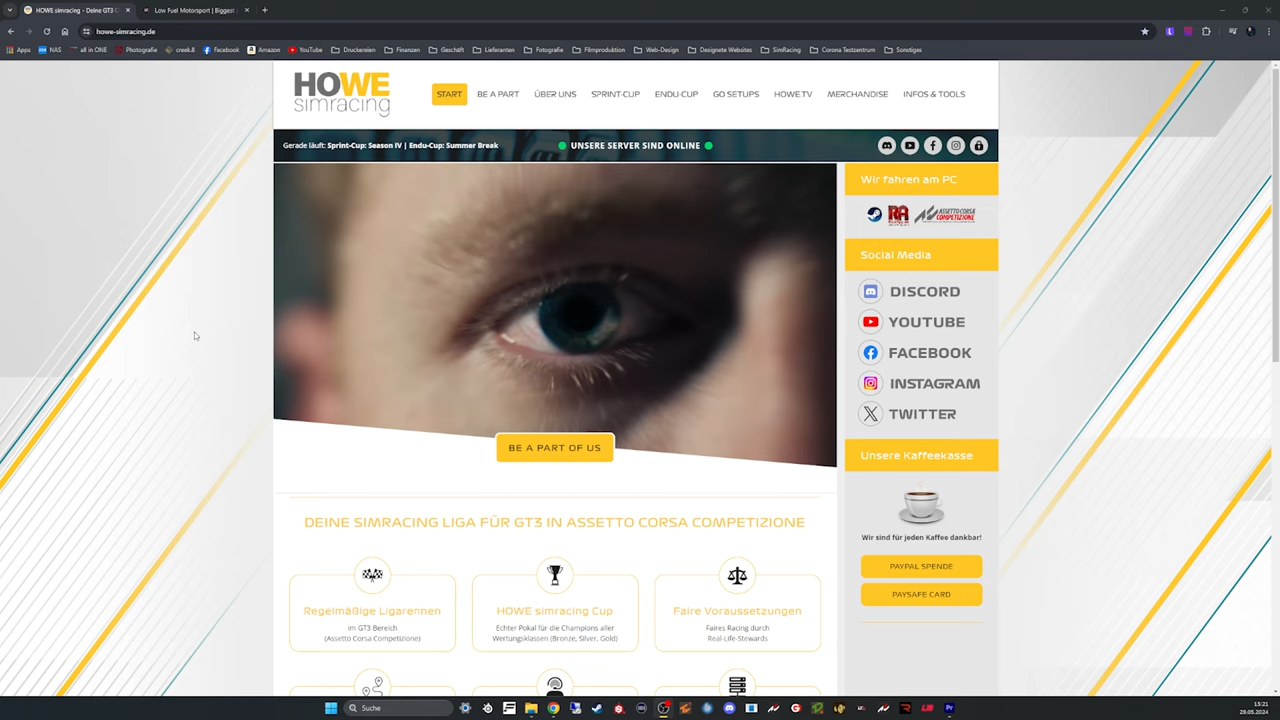 HOWE simracing - Deine GT3 C
Low Fuel Motorsport | Biggest
howe-simracing.de
Apps
NAS
all in ONE
Photografie
creek.8
Facebook
Amazon
YouTube
Druckereien
Finanzen
Geschäft
Lieferanten
Fotografie
Filmproduktion
Web-Design
Designete Websites
SimRacing
Corona Testzentrum
Sonstiges
HOWE
simracing
START
BE A PART
ÜBER UNS
SPRINT-CUP
ENDU-CUP
GO SETUPS
HOWE.TV
MERCHANDISE
INFOS & TOOLS
Gerade läuft: Sprint-Cup: Season IV | Endu-Cup: Summer Break
UNSERE SERVER SIND ONLINE
Wir fahren am PC
RA
ASSETTO CORSA
COMPETIZIONE
Social Media
DISCORD
YOUTUBE
FACEBOOK
INSTAGRAM
TWITTER
BE A PART OF US
Unsere Kaffeekasse
Wir sind für jeden Kaffee dankbar!
PAYPAL SPENDE
PAYSAFE CARD
DEINE SIMRACING LIGA FÜR GT3 IN ASSETTO CORSA COMPETIZIONE
Regelmäßige Ligarennen
im GT3 Bereich
(Assetto Corsa Competizione)
HOWE simracing Cup
Echter Pokal für die Champions aller
Wertungsklassen (Bronze, Silver, Gold)
Faire Voraussetzungen
Faires Racing durch
Real-Life-Stewards
Suche
15:21
29.05.2024